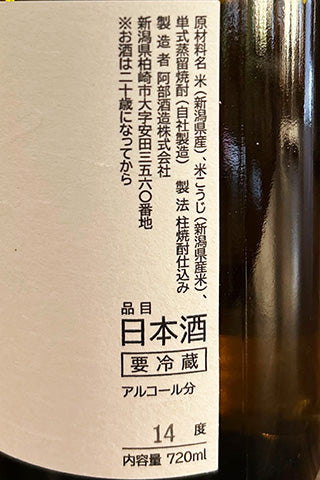 原材料名 米(新潟県産)、米こうじ(新潟県産米)、
単式蒸留焼酎(自社製造) 製法 柱焼酎仕込み
製造者 阿部酒造株式会社
新潟県柏崎市大字安田三五六〇番地
※お酒は二十歳になってから
品目
日本酒
要冷蔵
アルコール分
14 度
内容量 720ml